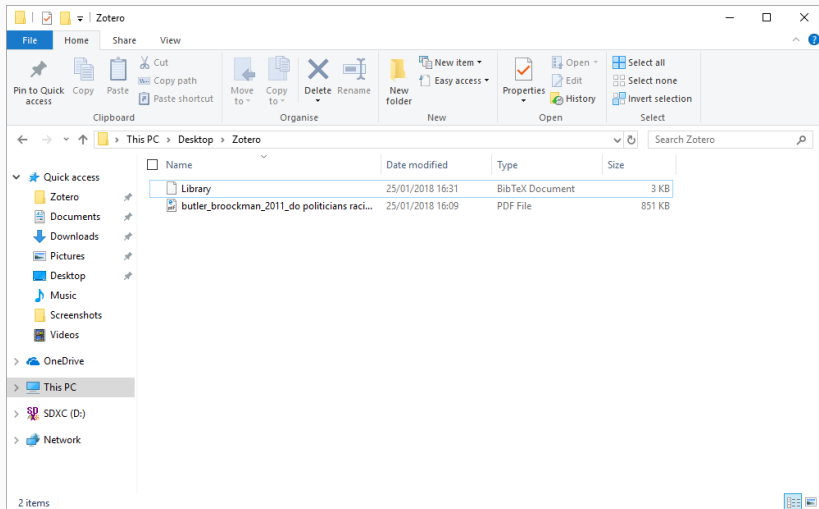 Zotero
File Home Share View
Pin to Quick access
Copy
Paste
Cut
Copy path
Paste shortcut
Clipboard
Move to
Copy to
Delete
Rename
Organise
New folder
New item
Easy access
New
Properties
Open
Edit
History
Open
Select all
Select none
Invert selection
Select
This PC > Desktop > Zotero
Search Zotero
Name Date modified Type Size
Library 25/01/2018 16:31 BibTeX Document 3 KB
butler_broockman_2011_do politicians raci... 25/01/2018 16:09 PDF File 851 KB
Quick access
Zotero
Documents
Downloads
Pictures
Desktop
Music
Screenshots
Videos
OneDrive
This PC
SDXC (D:)
Network
2 items